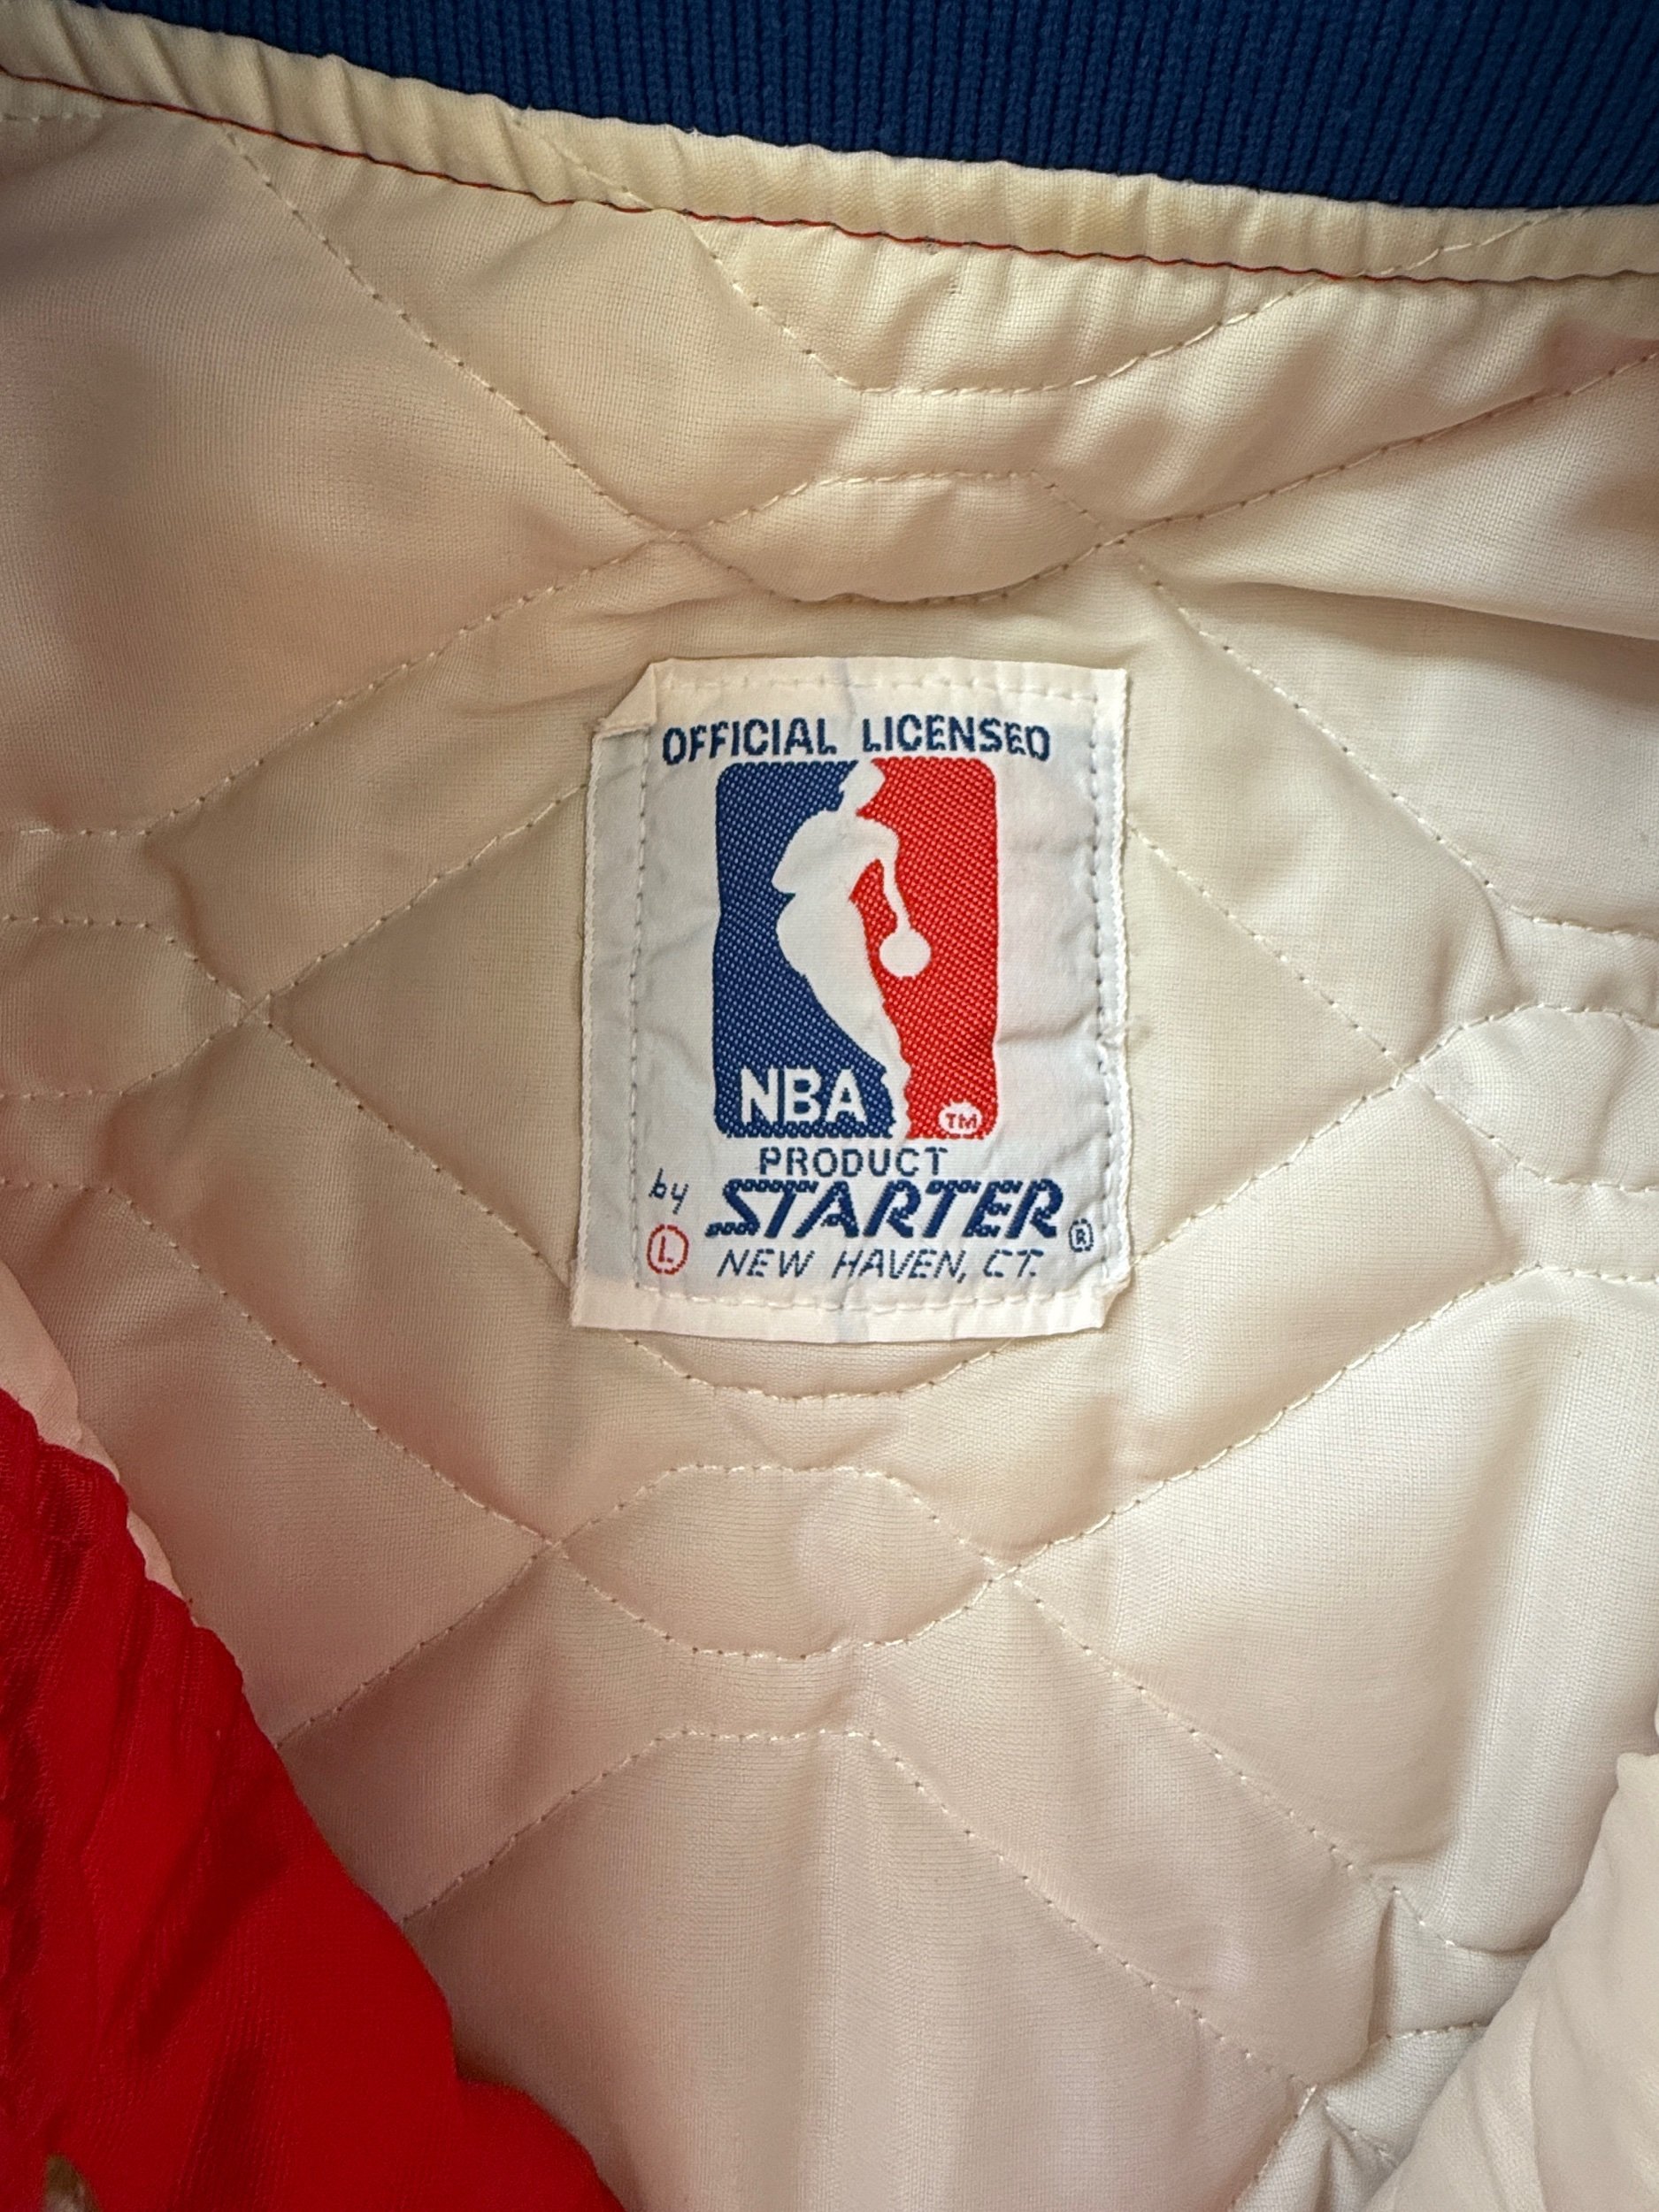 OFFICIAL LICENSED
NBA
TM
PRODUCT
by STARTER ®
L NEW HAVEN, CT.